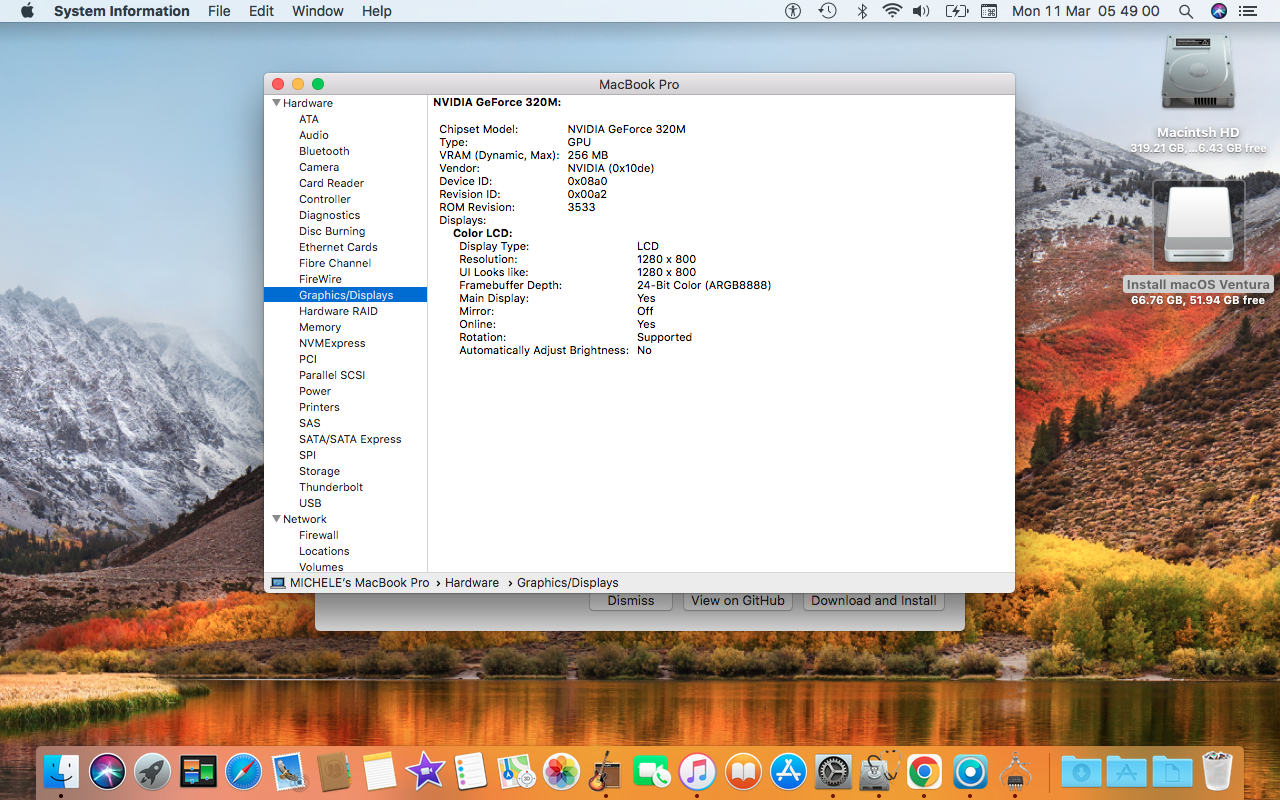 System Information File Edit Window Help Mon 11 Mar 05 49 00
MacBook Pro
Hardware
ATA
Audio
Bluetooth
Camera
Card Reader
Controller
Diagnostics
Disc Burning
Ethernet Cards
Fibre Channel
FireWire
Graphics/Displays
Hardware RAID
Memory
NVMExpress
PCI
Parallel SCSI
Power
Printers
SAS
SATA/SATA Express
SPI
Storage
Thunderbolt
USB
Network
Firewall
Locations
Volumes
NVIDIA GeForce 320M:
Chipset Model: NVIDIA GeForce 320M
Type: GPU
VRAM (Dynamic, Max): 256 MB
Vendor: NVIDIA (0x10de)
Device ID: 0x08a0
Revision ID: 0x00a2
ROM Revision: 3533
Displays:
Color LCD:
Display Type: LCD
Resolution: 1280 x 800
UI Looks like: 1280 x 800
Framebuffer Depth: 24-Bit Color (ARGB8888)
Main Display: Yes
Mirror: Off
Online: Yes
Rotation: Supported
Automatically Adjust Brightness: No
MICHELE's MacBook Pro › Hardware › Graphics/Displays
Dismiss View on GitHub Download and Install
Macintsh HD
319.21 GB,...6.43 GB free
Install macOS Ventura
66.76 GB, 51.94 GB free